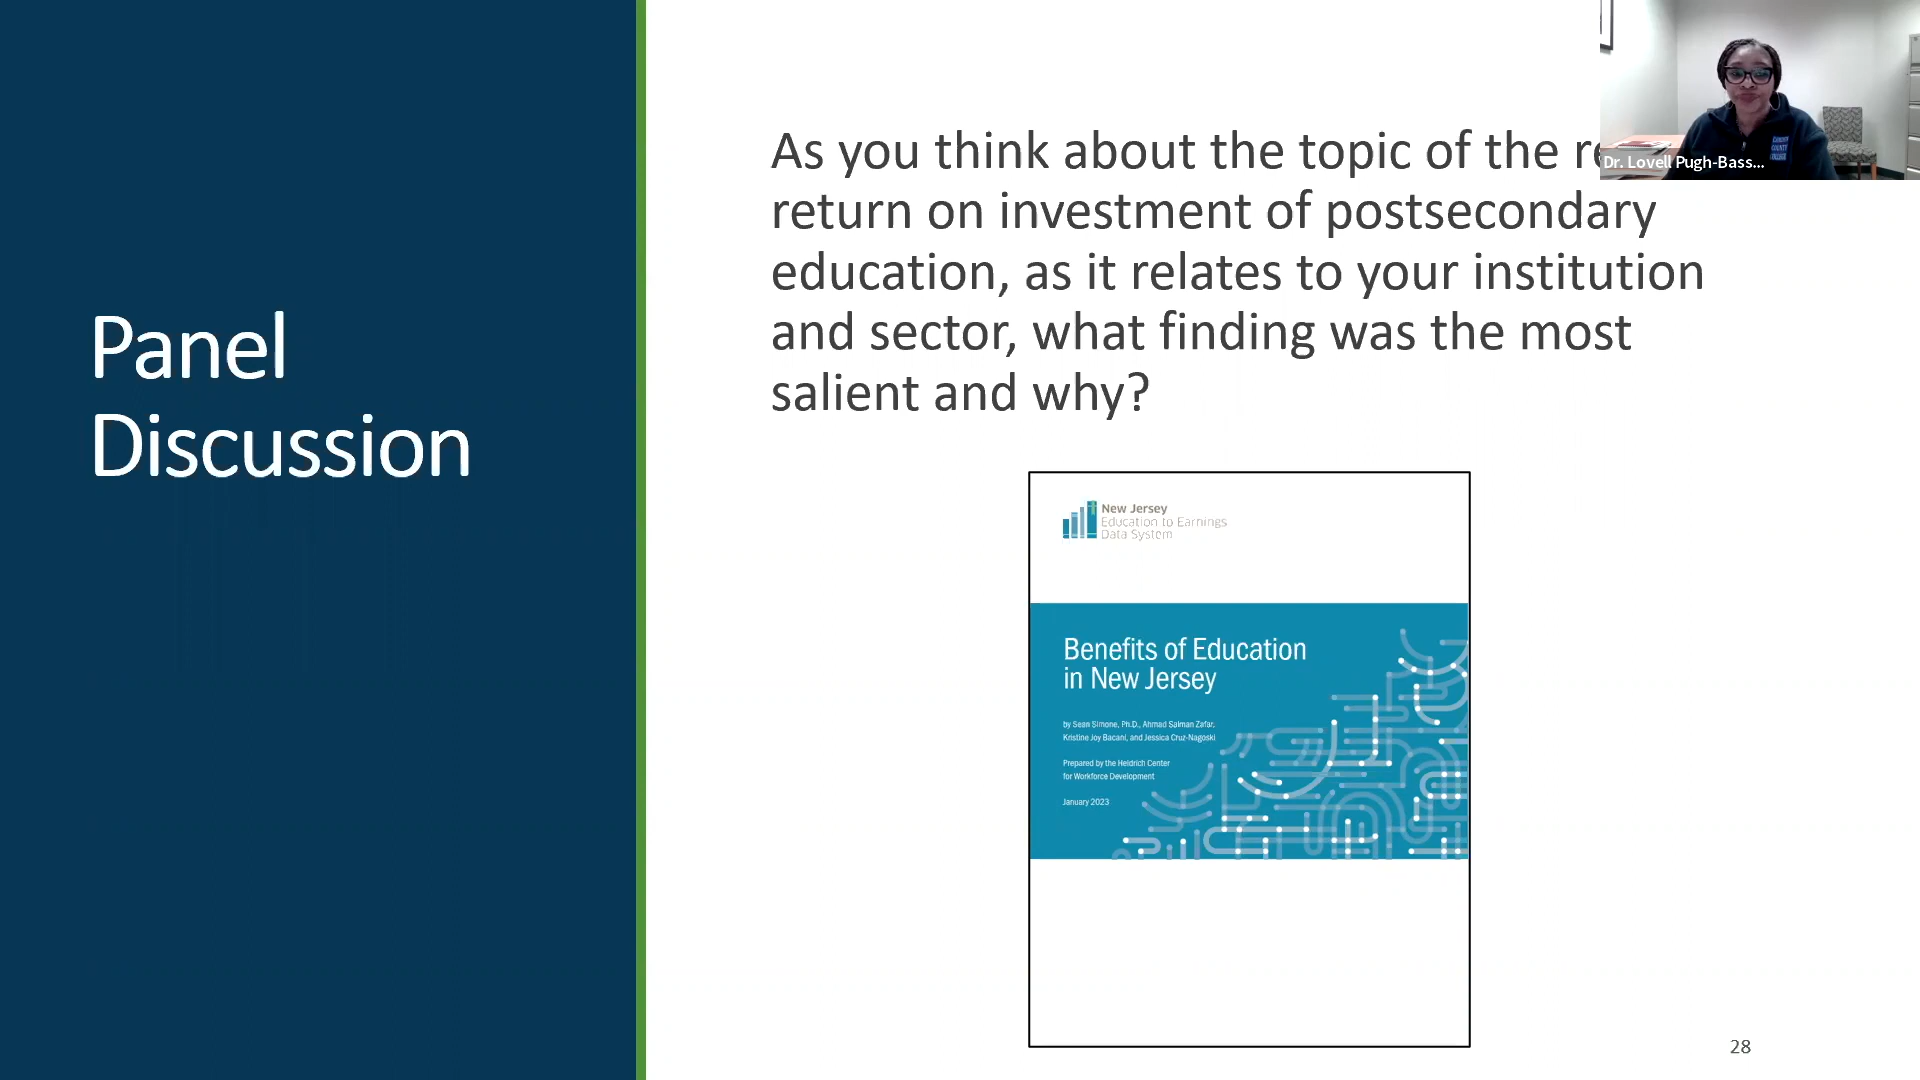 Panel
Discussion
As you think about the topic of the
return on investment of postsecondary
education, as it relates to your institution
and sector, what finding was the most
salient and why?
Dr. Lovell Pugh-Bass...
CAMDEN
COUNTY
COLLEGE
New Jersey
Education to Earnings
Data System
Benefits of Education
in New Jersey
by Sean Simone, Ph.D., Ahmad Salman Zafar,
Kristine Joy Bacani, and Jessica Cruz-Nagoski
Prepared by the Heldrich Center
for Workforce Development
January 2023
28